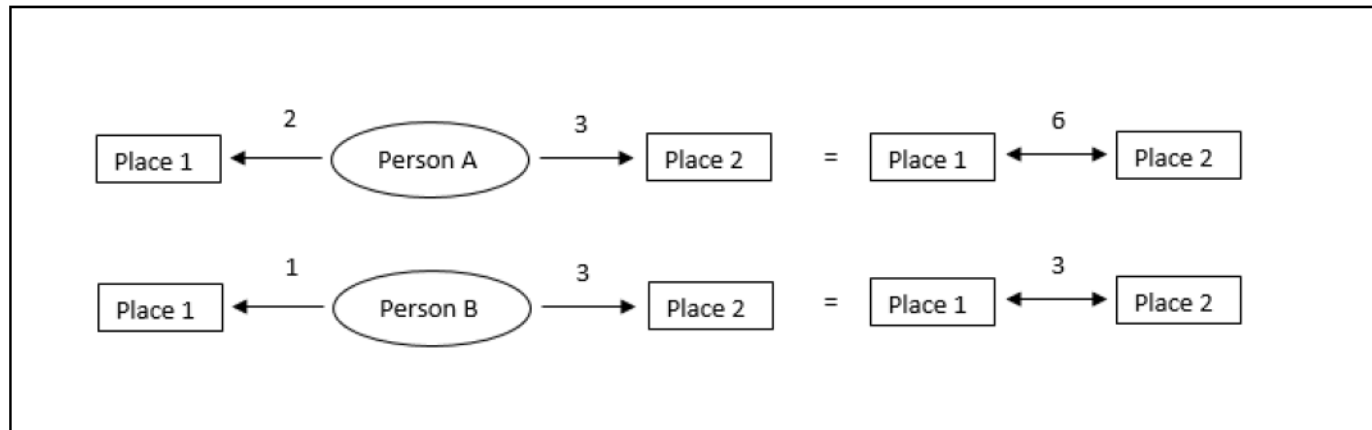 2 3 6
Place 1 Person A Place 2 = Place 1 Place 2
1 3 3
Place 1 Person B Place 2 = Place 1 Place 2